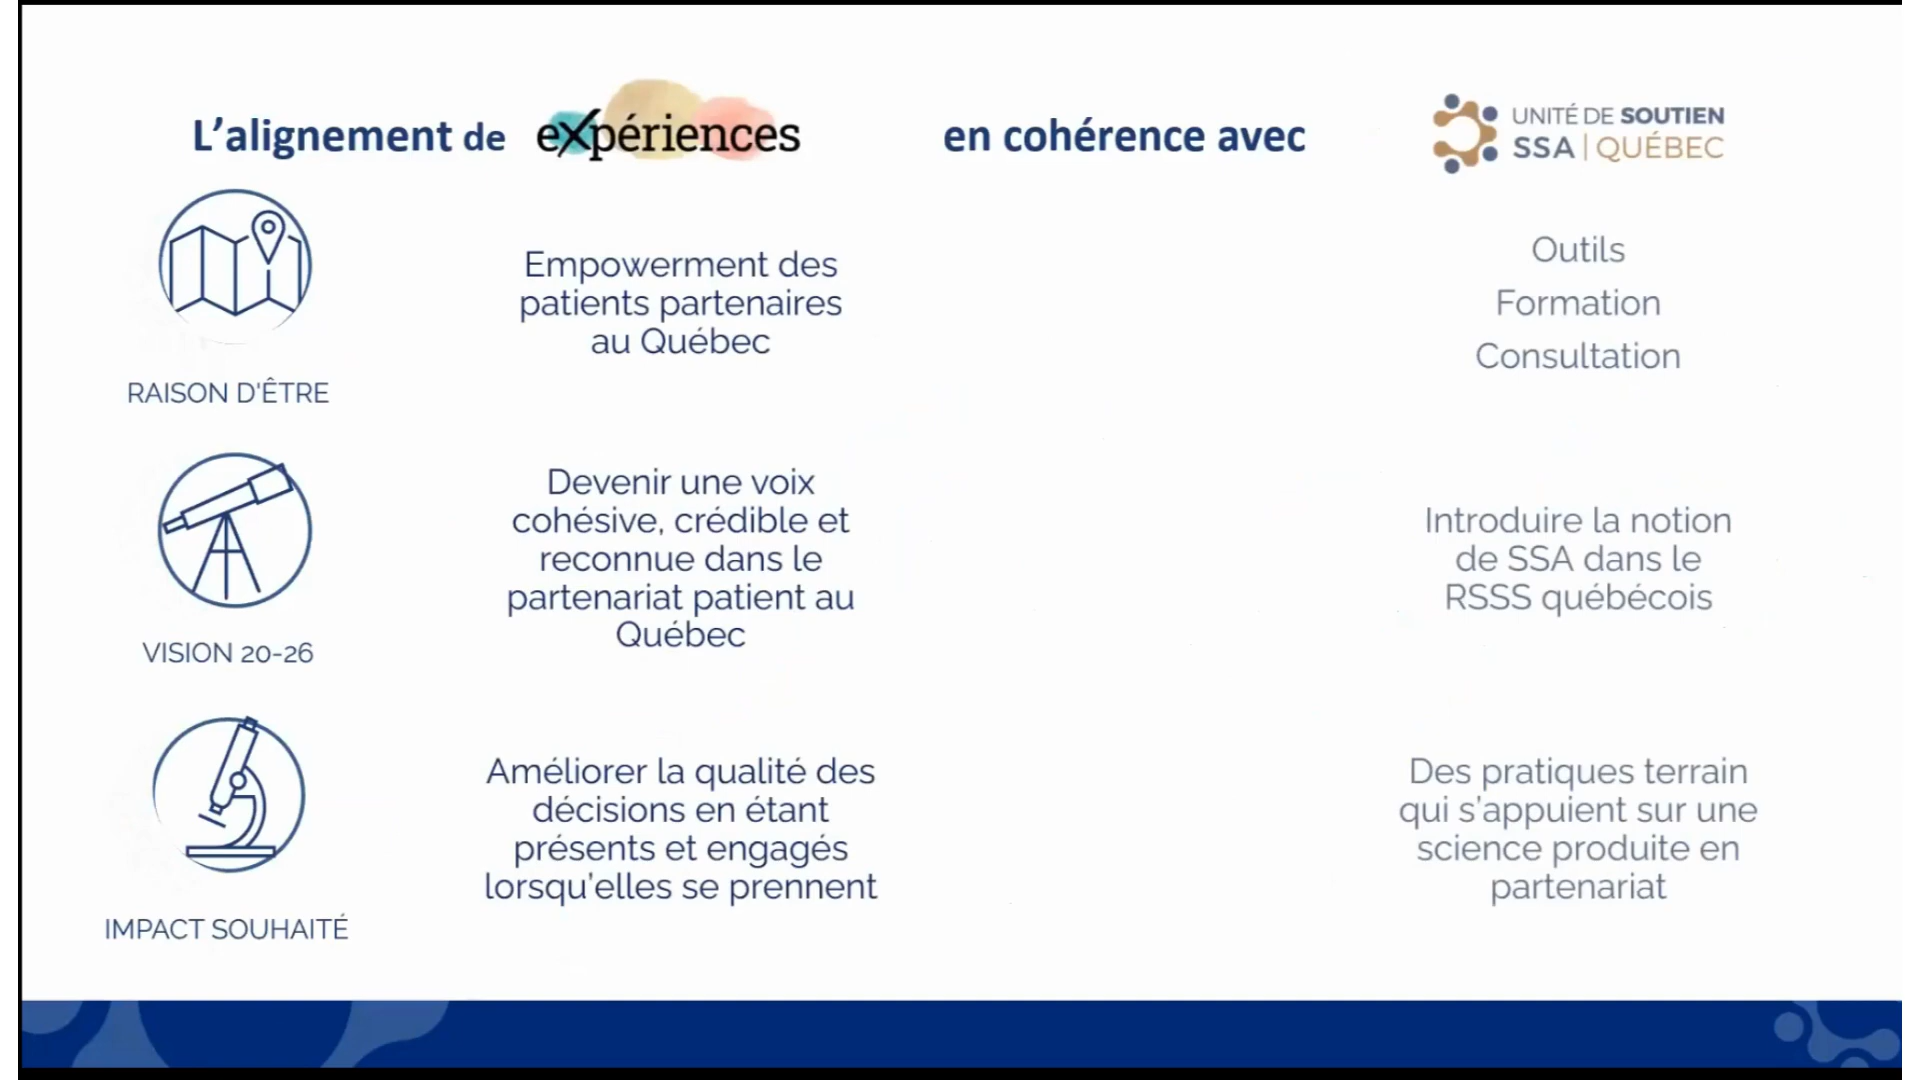 L'alignement de expériences en cohérence avec
UNITÉ DE SOUTIEN
SSA | QUÉBEC
RAISON D'ÊTRE
Empowerment des
patients partenaires
au Québec
Outils
Formation
Consultation
VISION 20-26
Devenir une voix
cohésive, crédible et
reconnue dans le
partenariat patient au
Québec
Introduire la notion
de SSA dans le
RSSS québécois
IMPACT SOUHAITÉ
Améliorer la qualité des
décisions en étant
présents et engagés
lorsqu'elles se prennent
Des pratiques terrain
qui s'appuient sur une
science produite en
partenariat